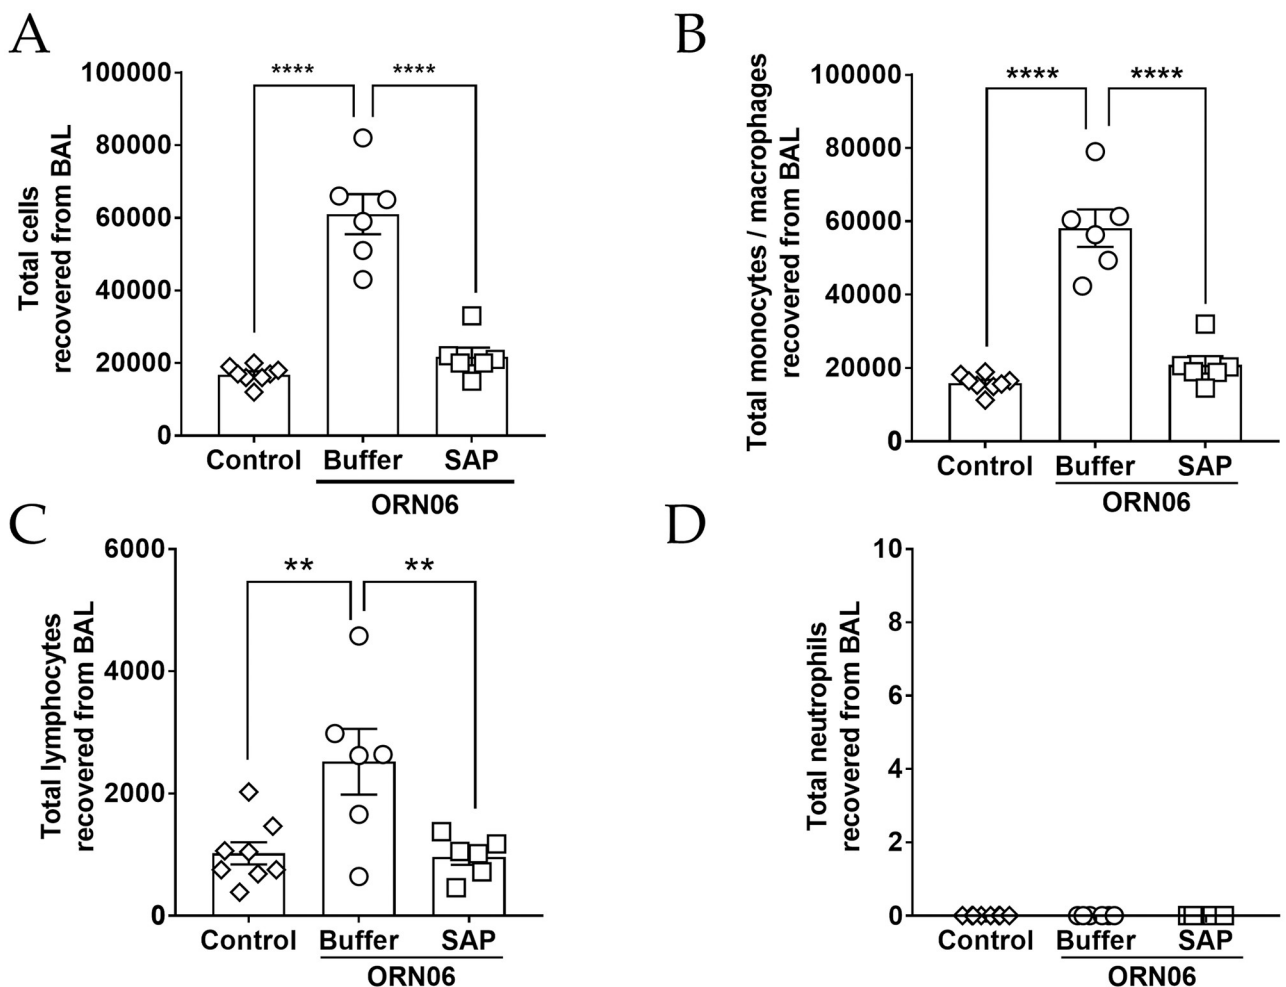 A
Total cells
recovered from BAL
100000
80000
60000
40000
20000
0
**** ****
Control Buffer SAP
ORN06
B
Total monocytes / macrophages
recovered from BAL
100000
80000
60000
40000
20000
0
**** ****
Control Buffer SAP
ORN06
C
Total lymphocytes
recovered from BAL
6000
4000
2000
0
** **
Control Buffer SAP
ORN06
D
Total neutrophils
recovered from BAL
10
8
6
4
2
0
Control Buffer SAP
ORN06